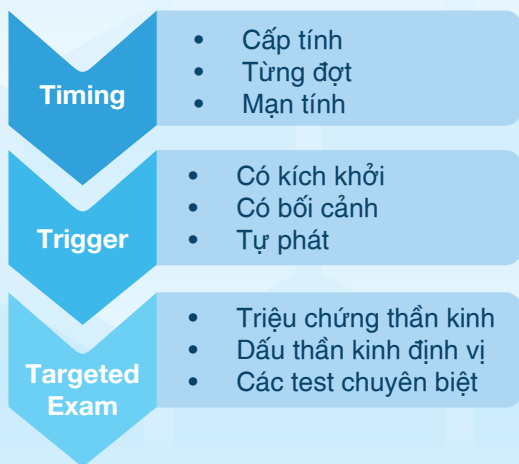 Timing
• Cấp tính
• Từng đợt
• Mạn tính
Trigger
• Có kích khởi
• Có bối cảnh
• Tự phát
Targeted
Exam
• Triệu chứng thần kinh
• Dấu thần kinh định vị
• Các test chuyên biệt